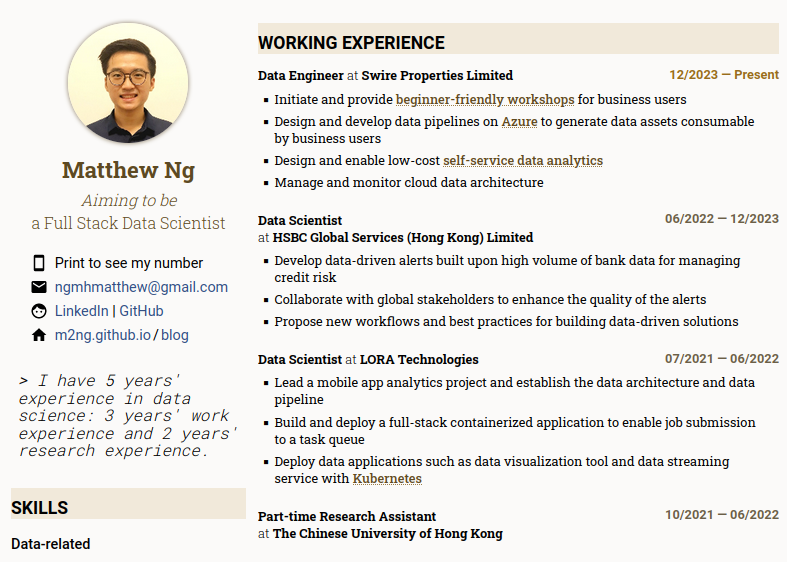 Matthew Ng
Aiming to be
a Full Stack Data Scientist
Print to see my number
ngmhmatthew@gmail.com
LinkedIn | GitHub
m2ng.github.io / blog
> I have 5 years'
experience in data
science: 3 years' work
experience and 2 years'
research experience.
SKILLS
Data-related
WORKING EXPERIENCE
Data Engineer at Swire Properties Limited 12/2023 — Present
▪ Initiate and provide beginner-friendly workshops for business users
▪ Design and develop data pipelines on Azure to generate data assets consumable
by business users
▪ Design and enable low-cost self-service data analytics
▪ Manage and monitor cloud data architecture
Data Scientist 06/2022 — 12/2023
at HSBC Global Services (Hong Kong) Limited
▪ Develop data-driven alerts built upon high volume of bank data for managing
credit risk
▪ Collaborate with global stakeholders to enhance the quality of the alerts
▪ Propose new workflows and best practices for building data-driven solutions
Data Scientist at LORA Technologies 07/2021 — 06/2022
▪ Lead a mobile app analytics project and establish the data architecture and data
pipeline
▪ Build and deploy a full-stack containerized application to enable job submission
to a task queue
▪ Deploy data applications such as data visualization tool and data streaming
service with Kubernetes
Part-time Research Assistant 10/2021 — 06/2022
at The Chinese University of Hong Kong